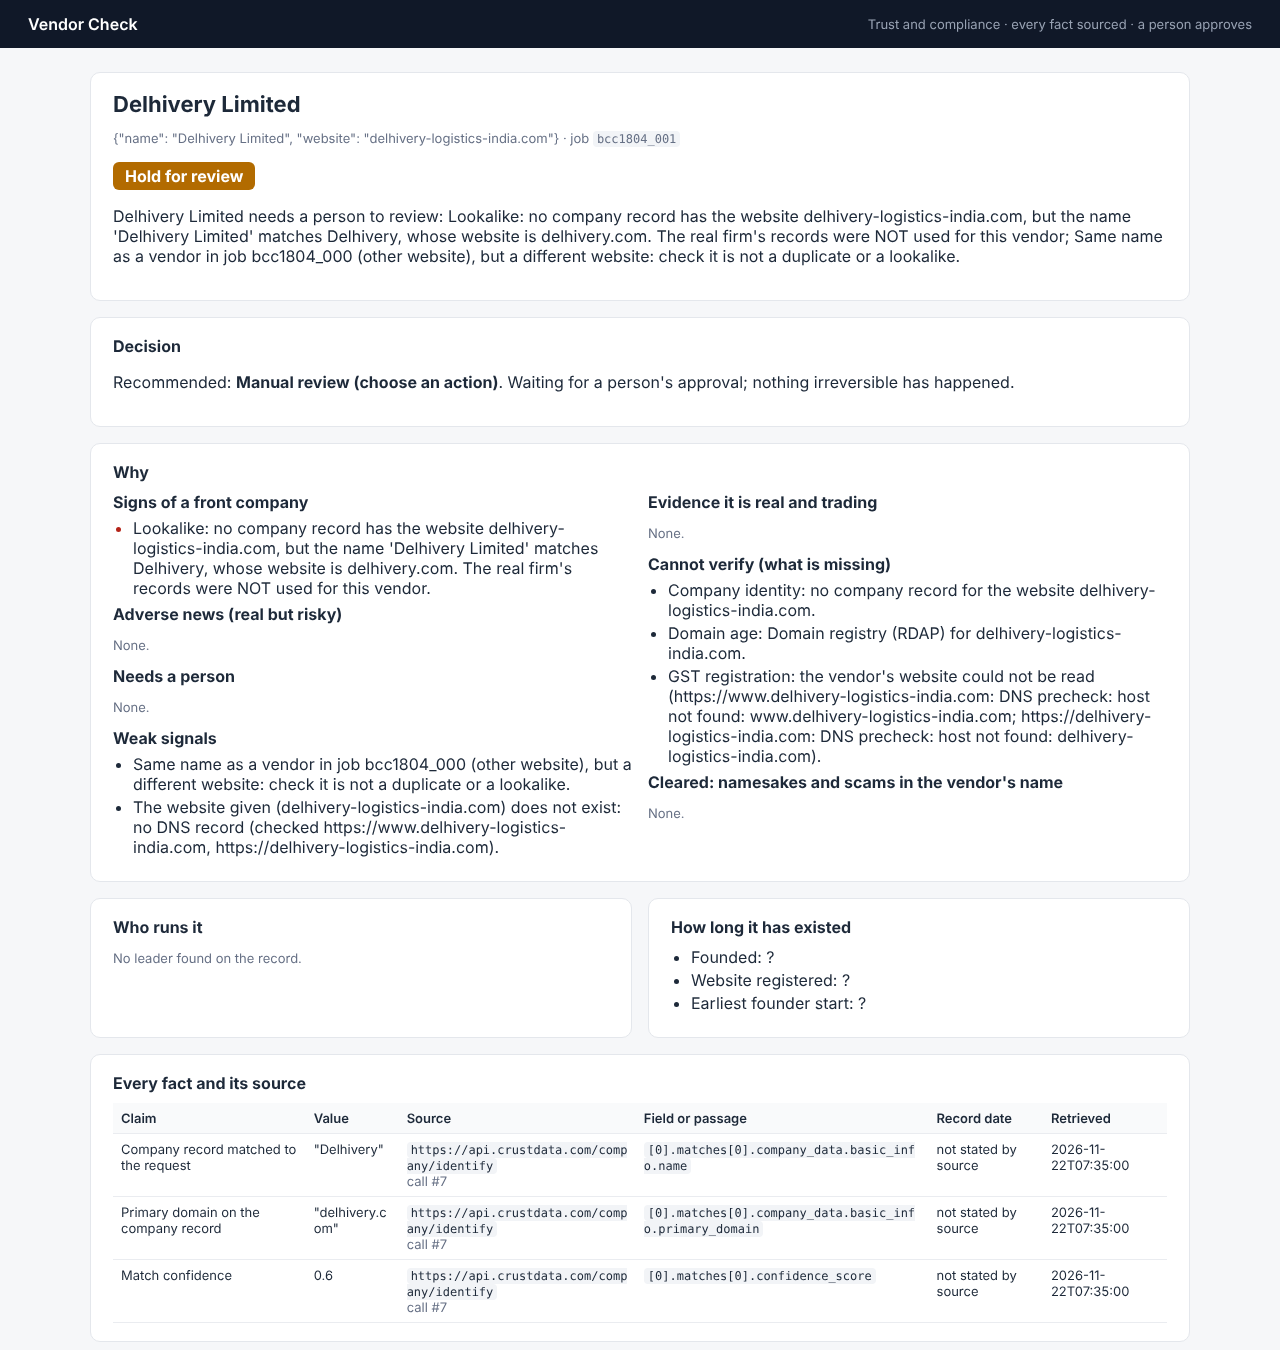 Vendor Check
Trust and compliance · every fact sourced · a person approves
Delhivery Limited
{"name": "Delhivery Limited", "website": "delhivery-logistics-india.com"} · job bcc1804_001
Hold for review
Delhivery Limited needs a person to review: Lookalike: no company record has the website delhivery-logistics-india.com, but the name
'Delhivery Limited' matches Delhivery, whose website is delhivery.com. The real firm's records were NOT used for this vendor; Same name
as a vendor in job bcc1804_000 (other website), but a different website: check it is not a duplicate or a lookalike.
Decision
Recommended: Manual review (choose an action). Waiting for a person's approval; nothing irreversible has happened.
Why
Signs of a front company
• Lookalike: no company record has the website delhivery-
logistics-india.com, but the name 'Delhivery Limited' matches
Delhivery, whose website is delhivery.com. The real firm's
records were NOT used for this vendor.
Adverse news (real but risky)
None.
Needs a person
None.
Weak signals
• Same name as a vendor in job bcc1804_000 (other website), but a
different website: check it is not a duplicate or a lookalike.
• The website given (delhivery-logistics-india.com) does not exist:
no DNS record (checked https://www.delhivery-logistics-
india.com, https://delhivery-logistics-india.com).
Evidence it is real and trading
None.
Cannot verify (what is missing)
• Company identity: no company record for the website delhivery-
logistics-india.com.
• Domain age: Domain registry (RDAP) for delhivery-logistics-
india.com.
• GST registration: the vendor's website could not be read
(https://www.delhivery-logistics-india.com: DNS precheck: host
not found: www.delhivery-logistics-india.com; https://delhivery-
logistics-india.com: DNS precheck: host not found: delhivery-
logistics-india.com).
Cleared: namesakes and scams in the vendor's name
None.
Who runs it
No leader found on the record.
How long it has existed
• Founded: ?
• Website registered: ?
• Earliest founder start: ?
Every fact and its source
Claim Value Source Field or passage Record date Retrieved
Company record matched to "Delhivery" https://api.crustdata.com/comp [0].matches[0].company_data.basic_inf not stated by 2026-11-
the request any/identify o.name source 22T07:35:00
call #7
Primary domain on the "delhivery.c https://api.crustdata.com/comp [0].matches[0].company_data.basic_inf not stated by 2026-11-
company record om" any/identify o.primary_domain source 22T07:35:00
call #7
Match confidence 0.6 https://api.crustdata.com/comp [0].matches[0].confidence_score not stated by 2026-11-
any/identify source 22T07:35:00
call #7